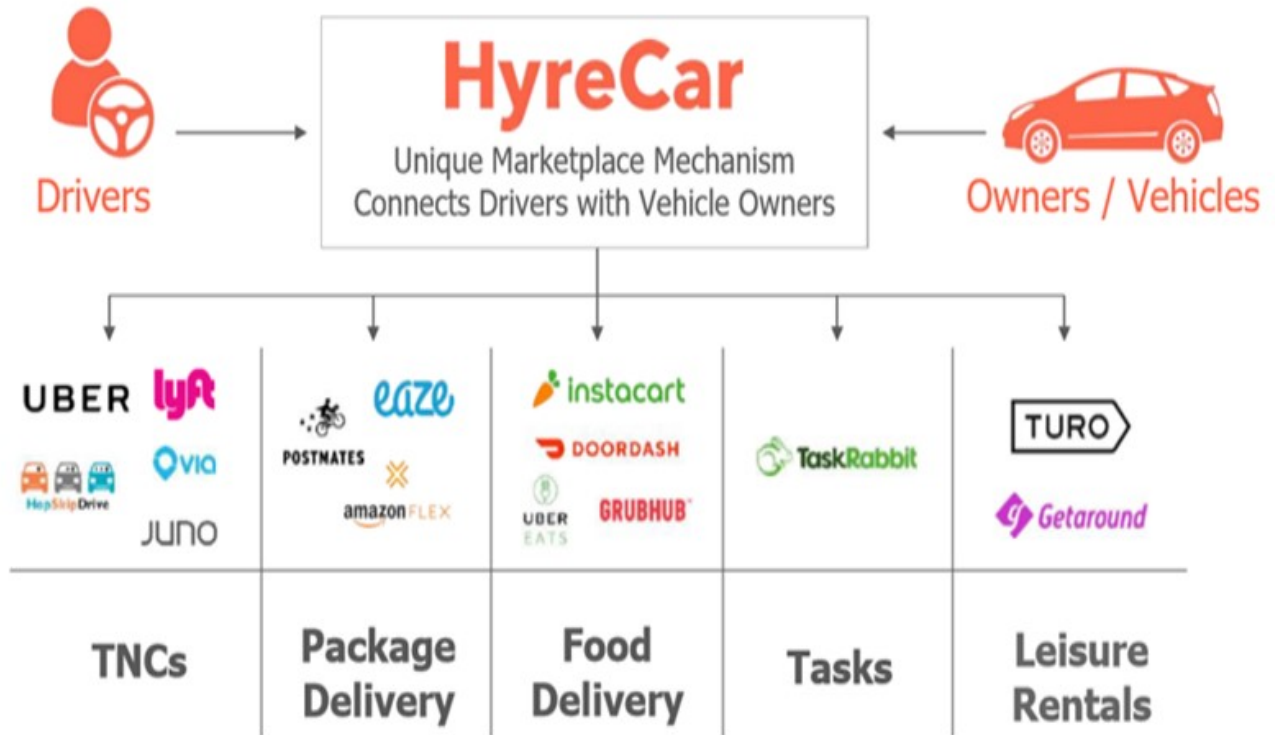 HyreCar
Unique Marketplace Mechanism
Connects Drivers with Vehicle Owners
Drivers
Owners / Vehicles
UBER
lyft
HopSkipDrive
via
JUNO
POSTMATES
eaze
amazon FLEX
instacart
DOORDASH
UBER
EATS
GRUBHUB
TaskRabbit
TURO
Getaround
TNCs
Package
Delivery
Food
Delivery
Tasks
Leisure
Rentals